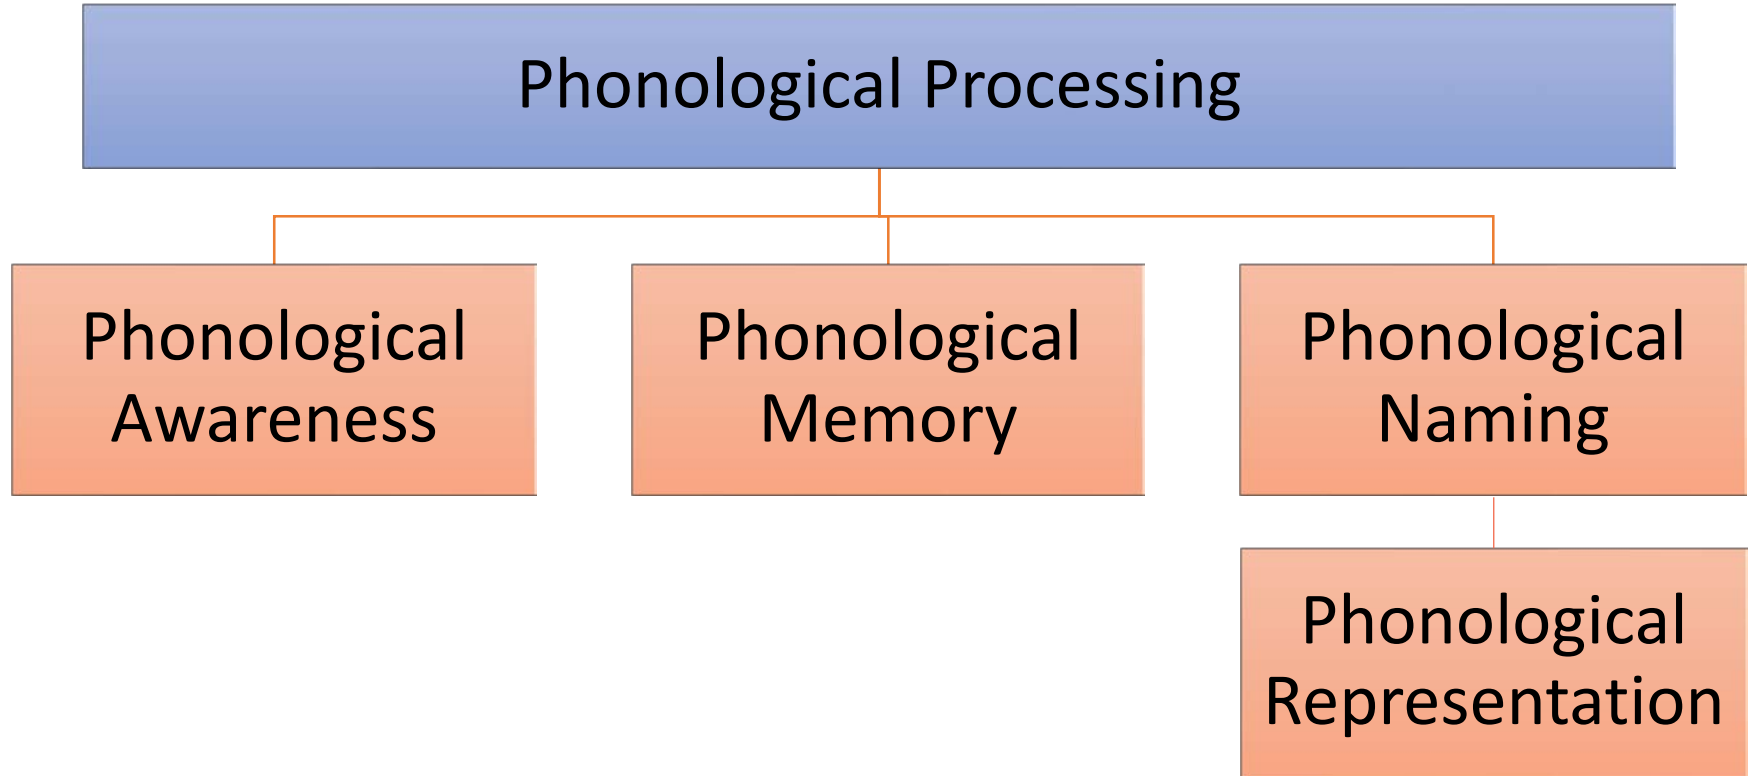 Phonological Processing
Phonological
Awareness
Phonological
Memory
Phonological
Naming
Phonological
Representation